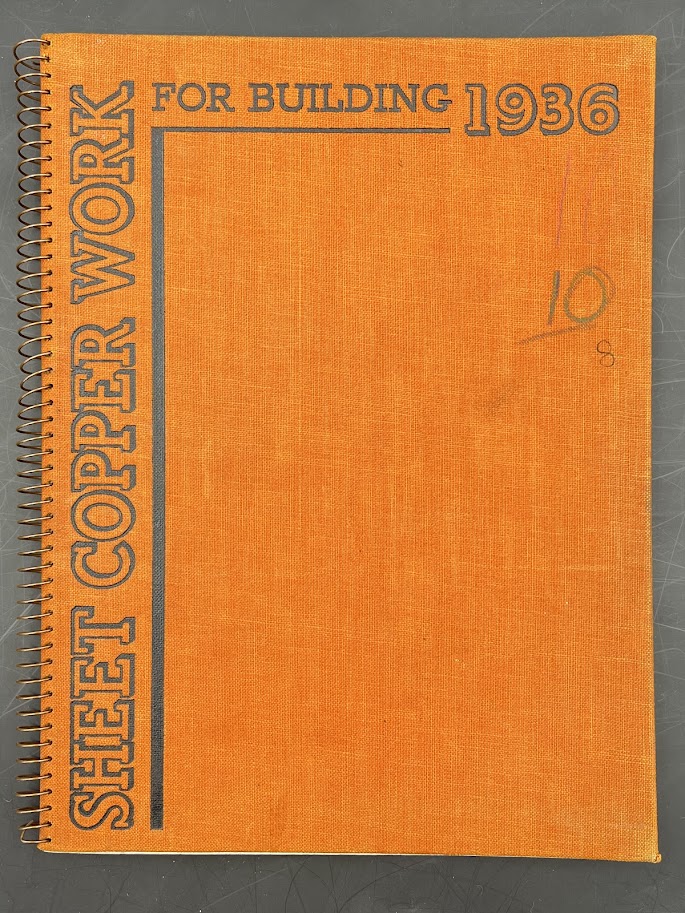 SHEET COPPER WORK
FOR BUILDING 1936
10
8